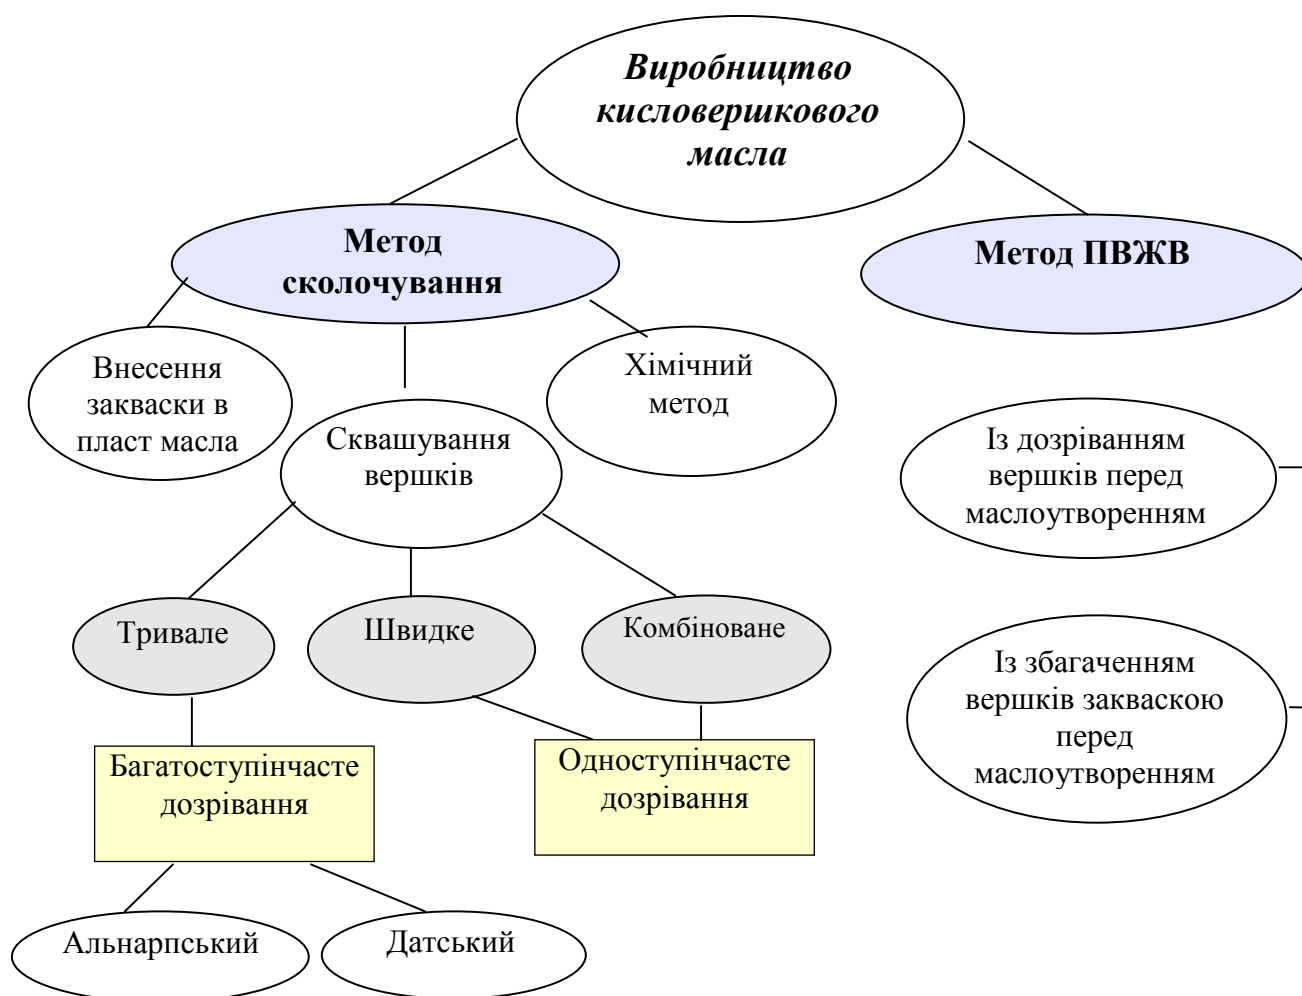 Виробництво
кисловершкового
масла
Метод
сколочування
Метод ПВЖВ
Внесення
закваски в
пласт масла
Хімічний
метод
Сквашування
вершків
Із дозріванням
вершків перед
маслоутворенням
Тривале
Швидке
Комбіноване
Із збагаченням
вершків закваскою
перед
маслоутворенням
Багатоступінчасте
дозрівання
Одноступінчасте
дозрівання
Альнарпський
Датський